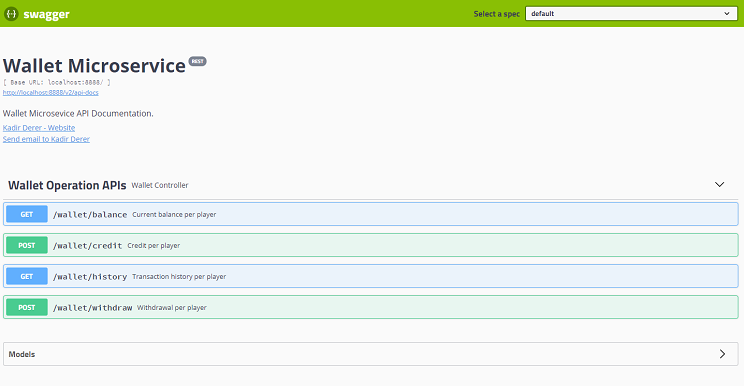 swagger
Select a spec default
Wallet Microservice REST
[ Base URL: localhost:8888/ ]
http://localhost:8888/v2/api-docs
Wallet Microsevice API Documentation.
Kadir Derer - Website
Send email to Kadir Derer
Wallet Operation APIs Wallet Controller
GET /wallet/balance Current balance per player
POST /wallet/credit Credit per player
GET /wallet/history Transaction history per player
POST /wallet/withdraw Withdrawal per player
Models